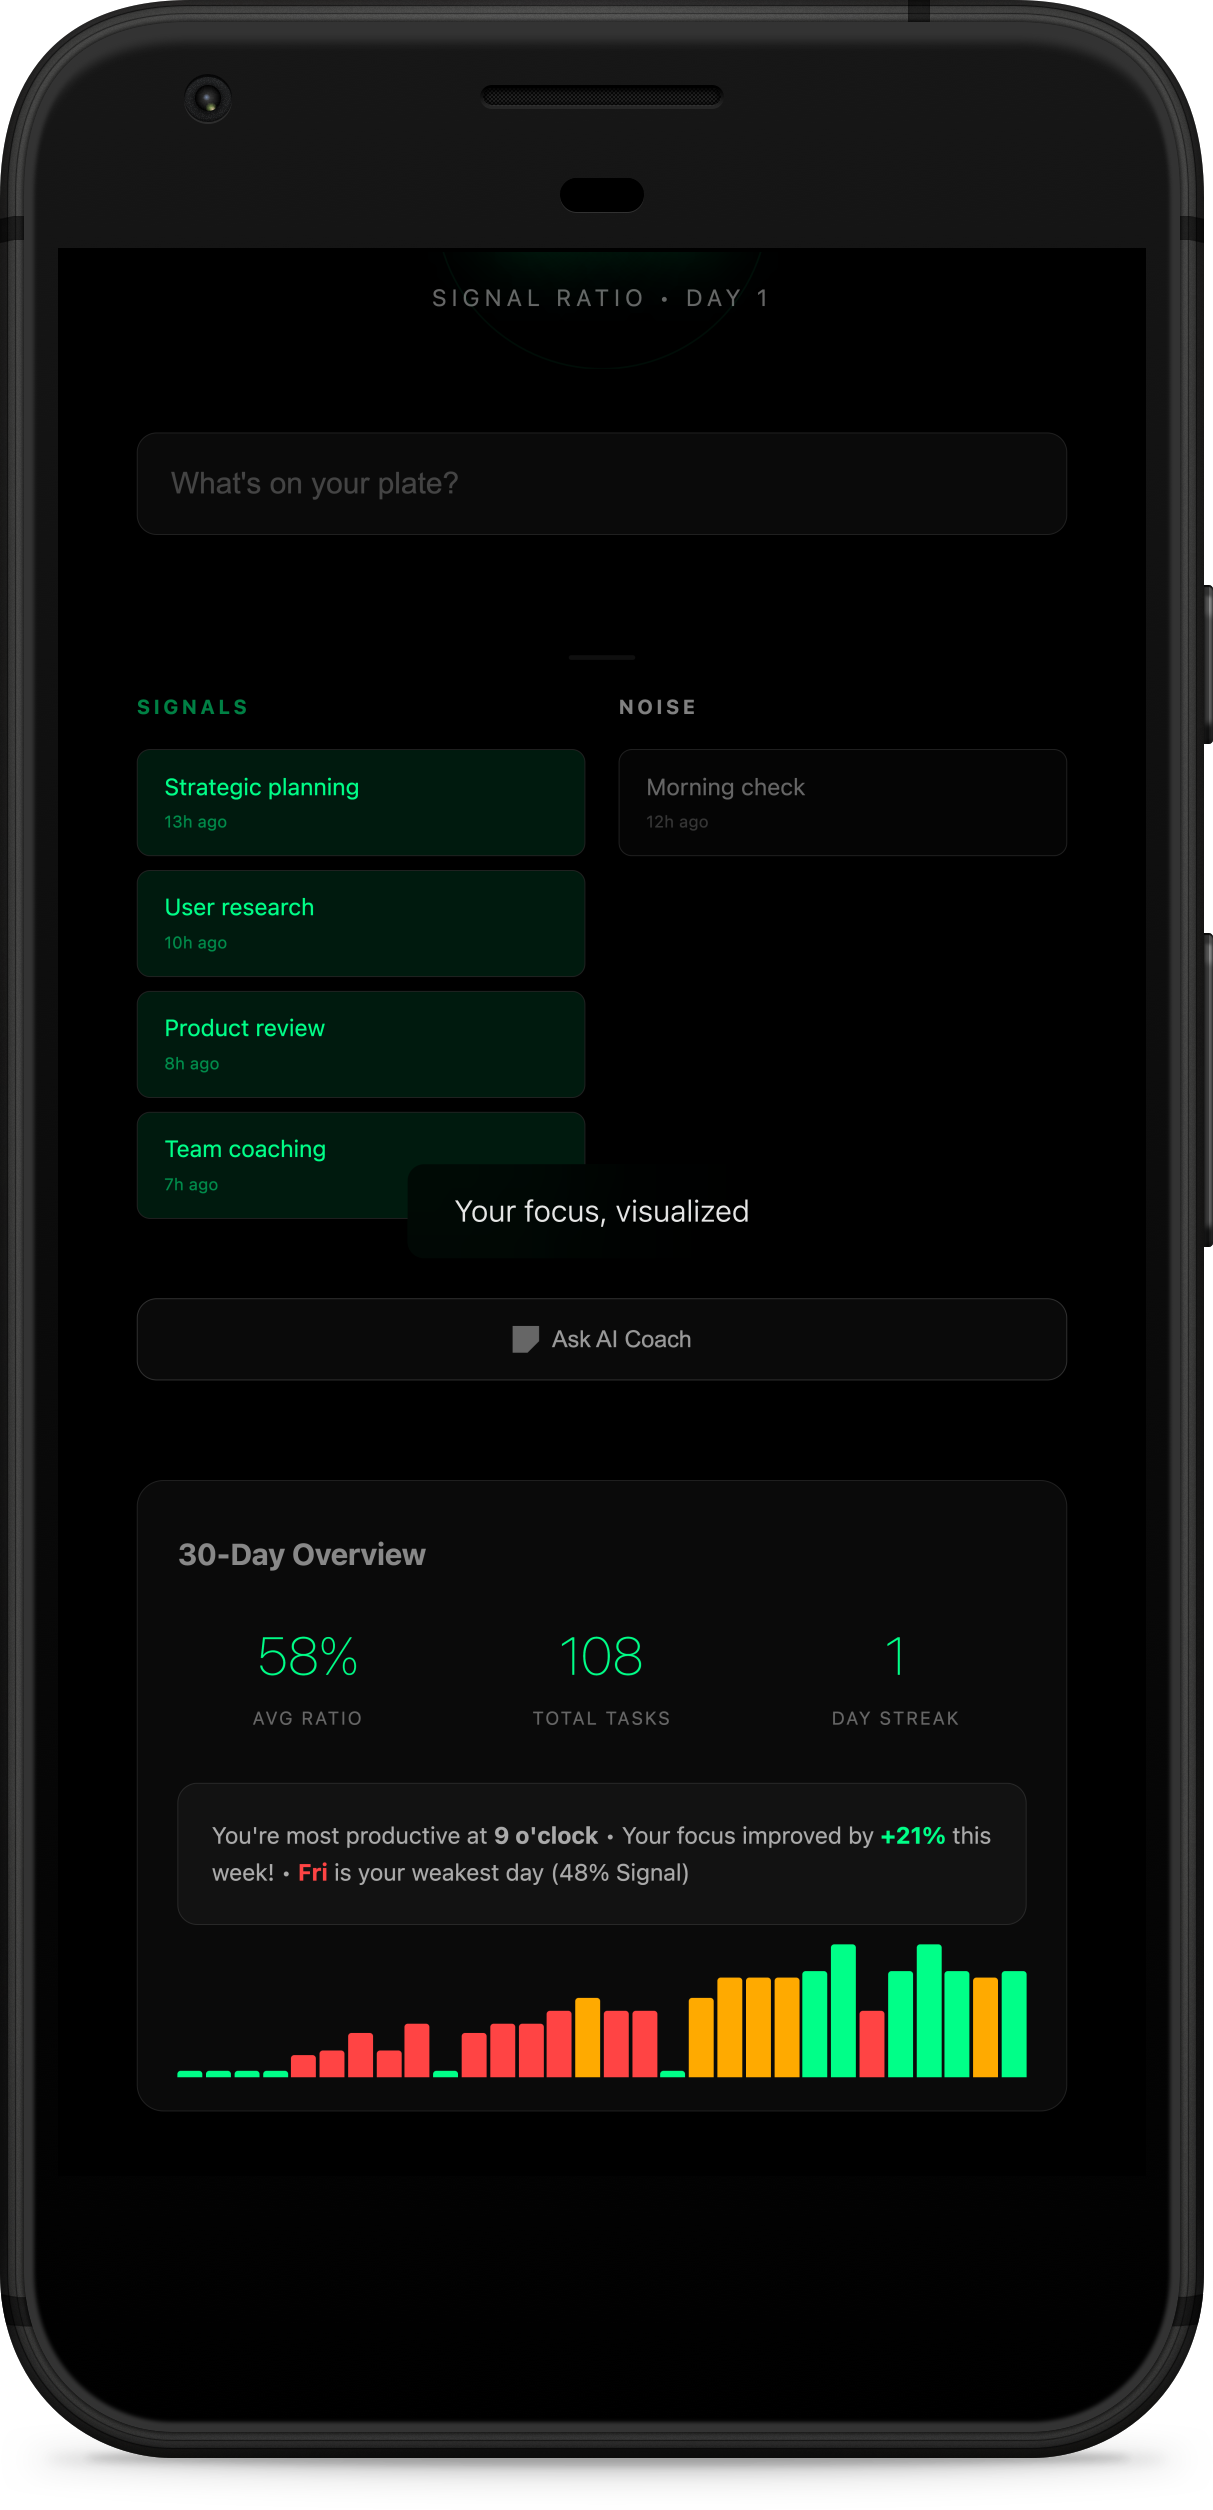 SIGNAL RATIO • DAY 1
What's on your plate?
SIGNALS
Strategic planning
13h ago
User research
10h ago
Product review
8h ago
Team coaching
7h ago
NOISE
Morning check
12h ago
Your focus, visualized
Ask AI Coach
30-Day Overview
58%
AVG RATIO
108
TOTAL TASKS
1
DAY STREAK
You're most productive at 9 o'clock • Your focus improved by +21% this
week! • Fri is your weakest day (48% Signal)